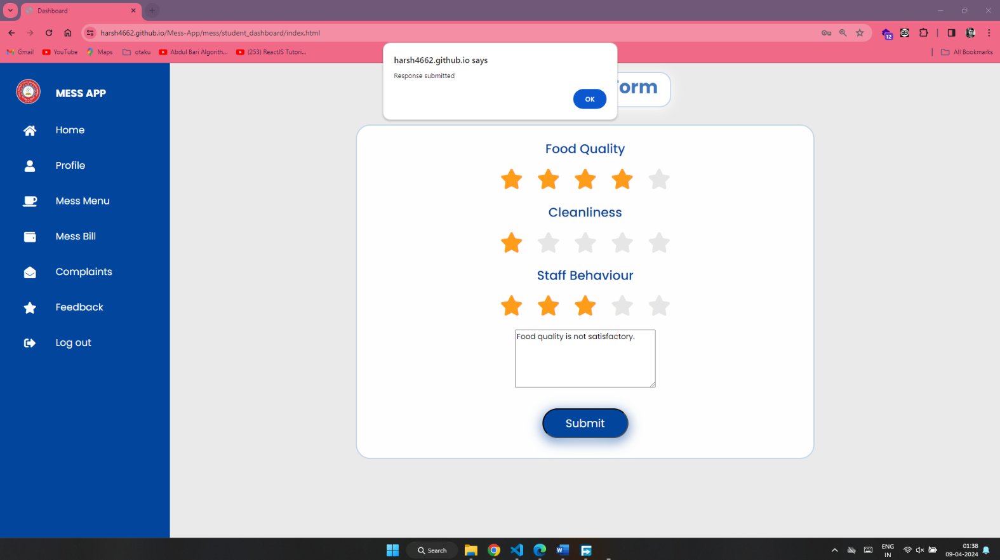 Dashboard
harsh4662.github.io/Mess-App/mess/student_dashboard/index.html
12
Gmail
YouTube
Maps
otaku
Abdul Bari Algorith...
(253) ReactJS Tutori...
All Bookmarks
harsh4662.github.io says
Response submitted
OK
orm
MESS APP
Home
Profile
Mess Menu
Mess Bill
Complaints
Feedback
Log out
Food Quality
Cleanliness
Staff Behaviour
Food quality is not satisfactory.
Submit
Search
ENG
IN
01:38
09-04-2024